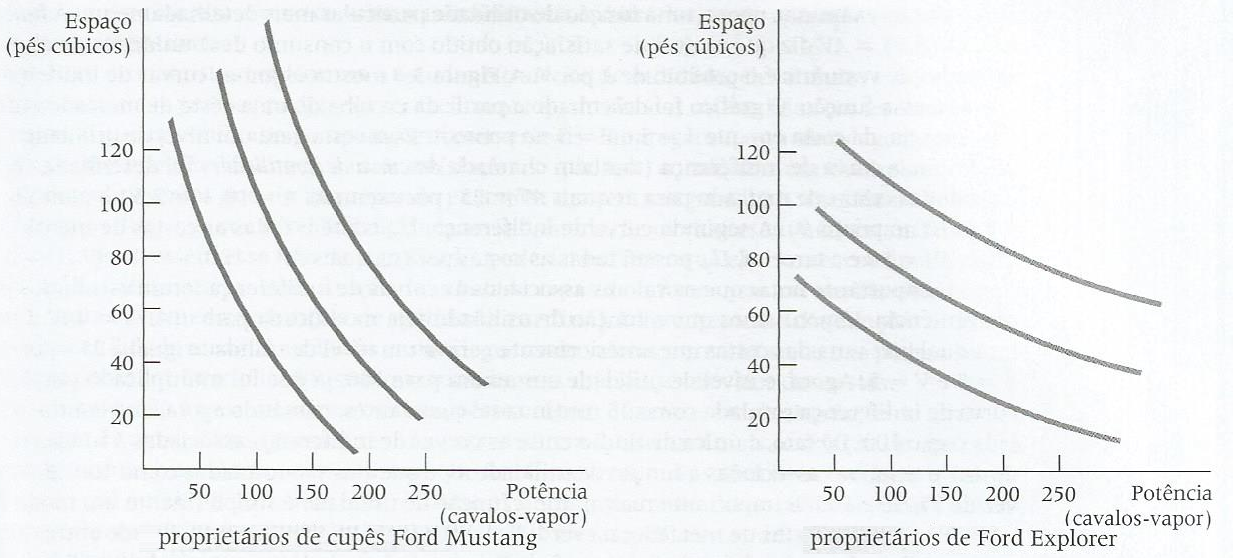 Espaço
(pés cúbicos)
120
100
80
60
40
20
50 100 150 200 250
Potência
(cavalos-vapor)
proprietários de cupês Ford Mustang
Espaço
(pés cúbicos)
120
100
80
60
40
20
50 100 150 200 250
Potência
(cavalos-vapor)
proprietários de Ford Explorer